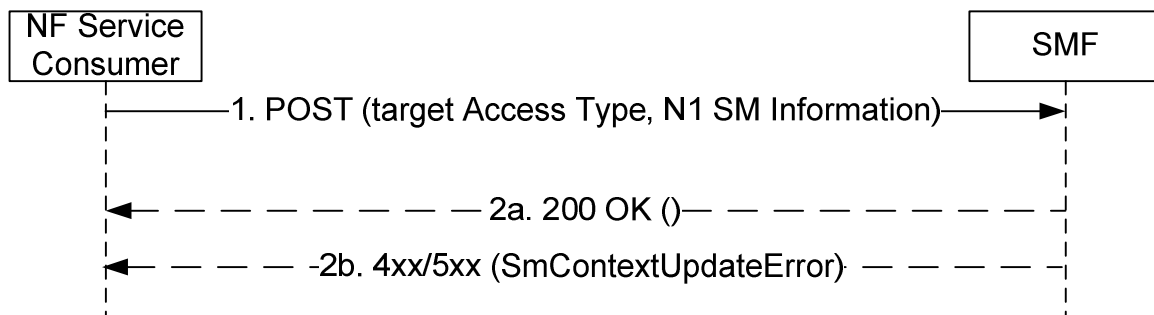 NF Service
Consumer
SMF
1. POST (target Access Type, N1 SM Information)
2a. 200 OK ()
2b. 4xx/5xx (SmContextUpdateError)